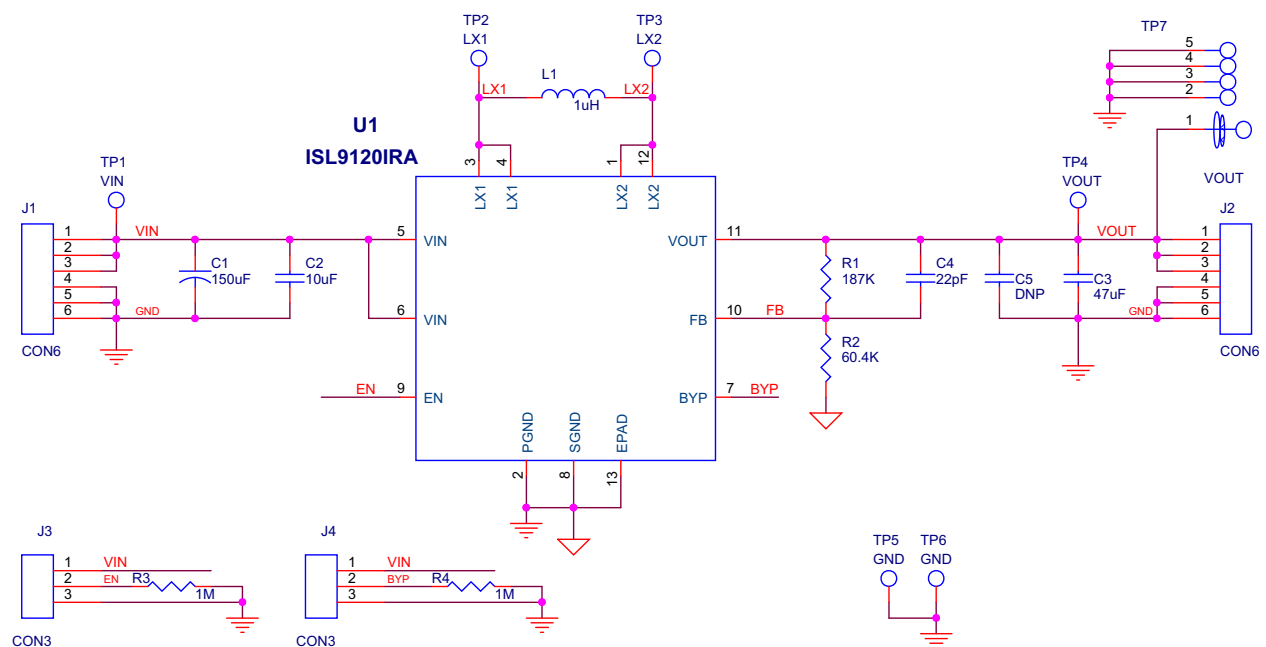 TP2
LX1
TP3
LX2
TP7
5
4
3
2
1
VOUT
L1
LX1
LX2
1uH
U1
ISL9120IRA
3
4
1
12
LX1
LX1
LX2
LX2
TP1
VIN
J1
1
2
3
4
5
6
CON6
VIN
GND
C1
150uF
C2
10uF
5
VIN
6
VIN
EN
9
EN
VOUT
11
FB
10
FB
BYP
7
BYP
PGND
SGND
EPAD
2
8
13
R1
187K
R2
60.4K
C4
22pF
C5
DNP
C3
47uF
TP4
VOUT
VOUT
GND
J2
1
2
3
4
5
6
CON6
J3
1
2
3
VIN
EN
R3
1M
CON3
J4
1
2
3
VIN
BYP
R4
1M
CON3
TP5
GND
TP6
GND